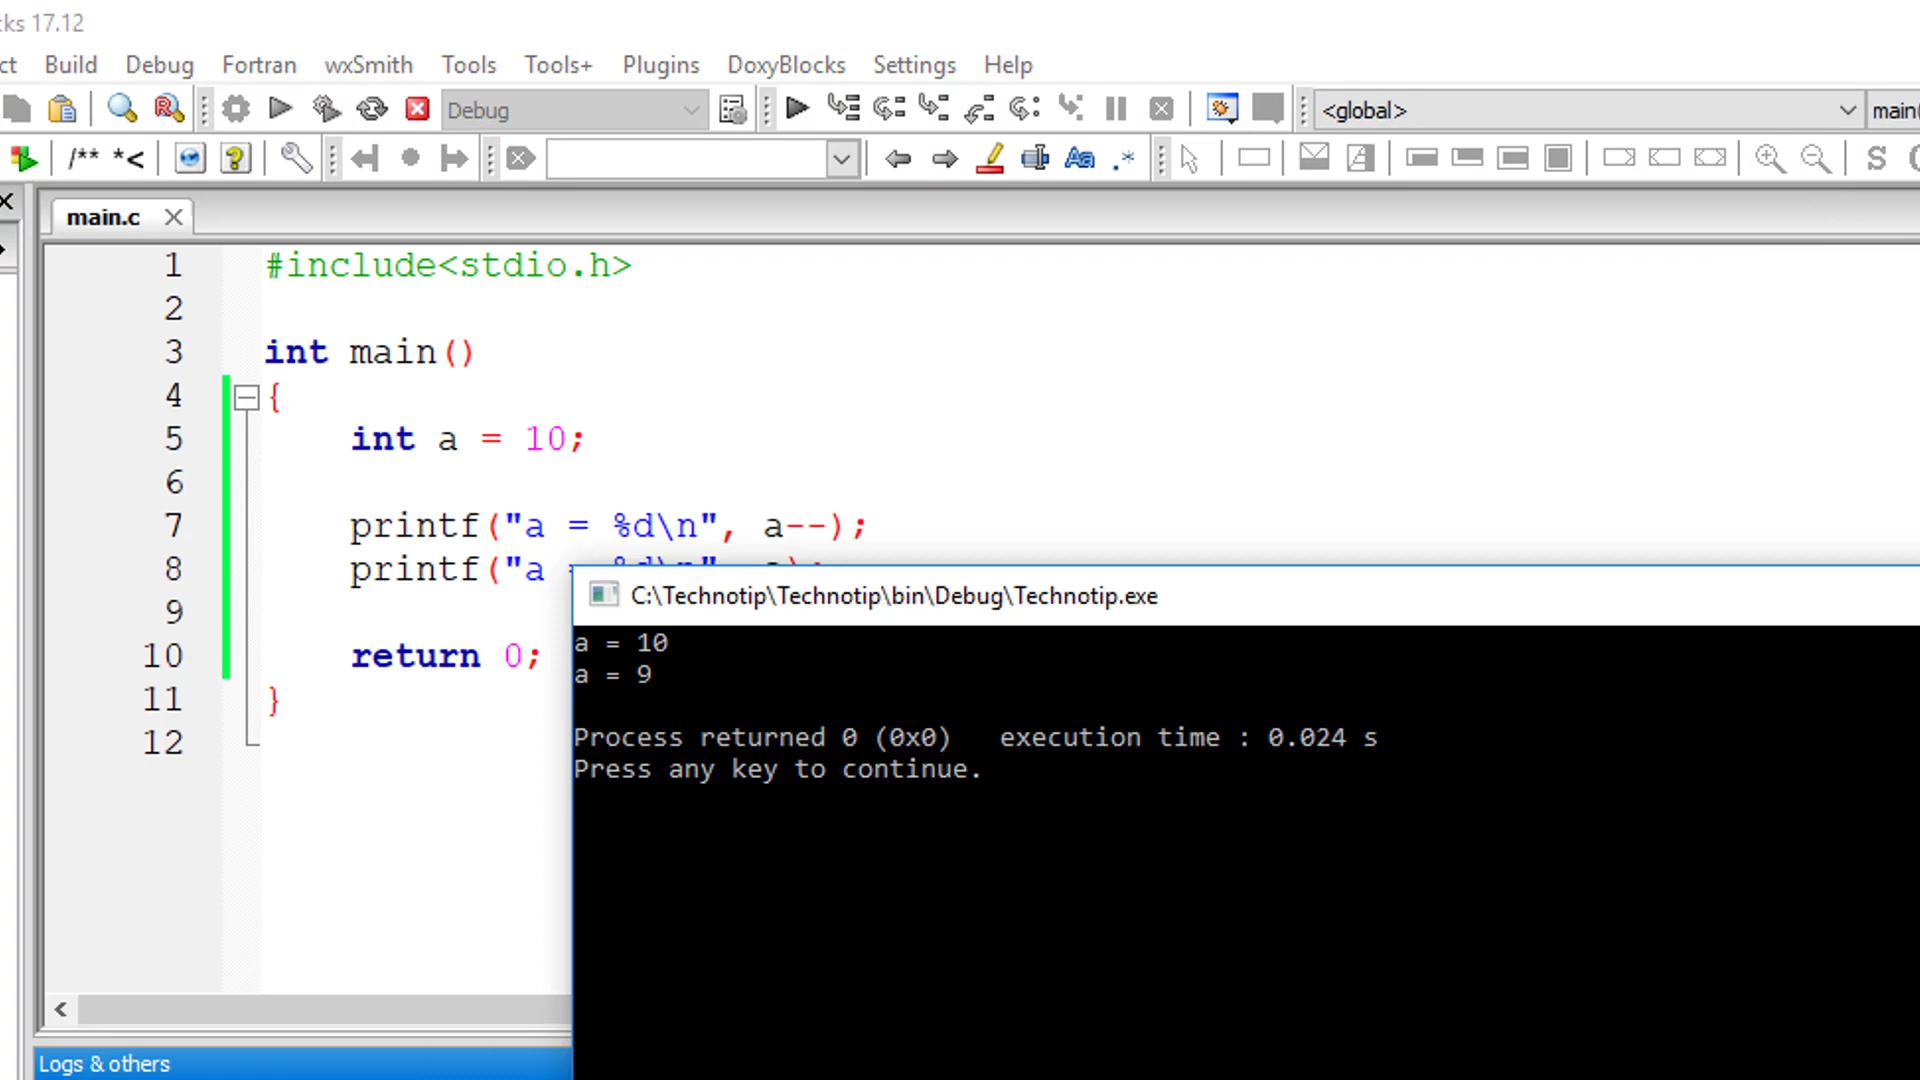 cks 17.12
ct Build Debug Fortran wxSmith Tools Tools+ Plugins DoxyBlocks Settings Help
Debug <global> main(
/** *< Aa .* S
main.c
1 #include<stdio.h>
2
3 int main()
4 {
5 int a = 10;
6
7 printf("a = %d\n", a--);
8 printf("a = %d\n", a);
9
10 return 0;
11 }
12
C:\Technotip\Technotip\bin\Debug\Technotip.exe
a = 10
a = 9
Process returned 0 (0x0) execution time : 0.024 s
Press any key to continue.
Logs & others